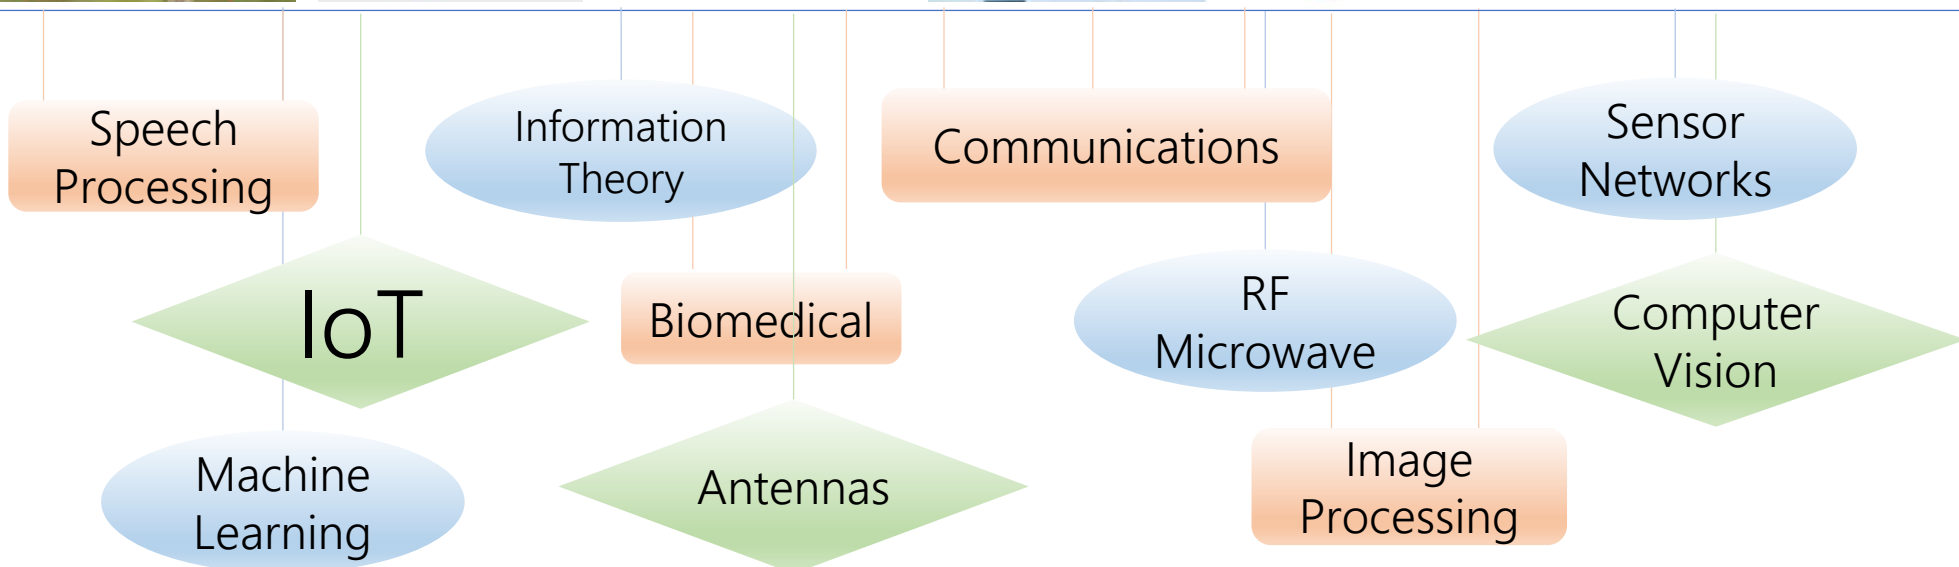 Speech
Processing
Information
Theory
Communications
Sensor
Networks
IoT
Biomedical
RF
Microwave
Computer
Vision
Machine
Learning
Antennas
Image
Processing